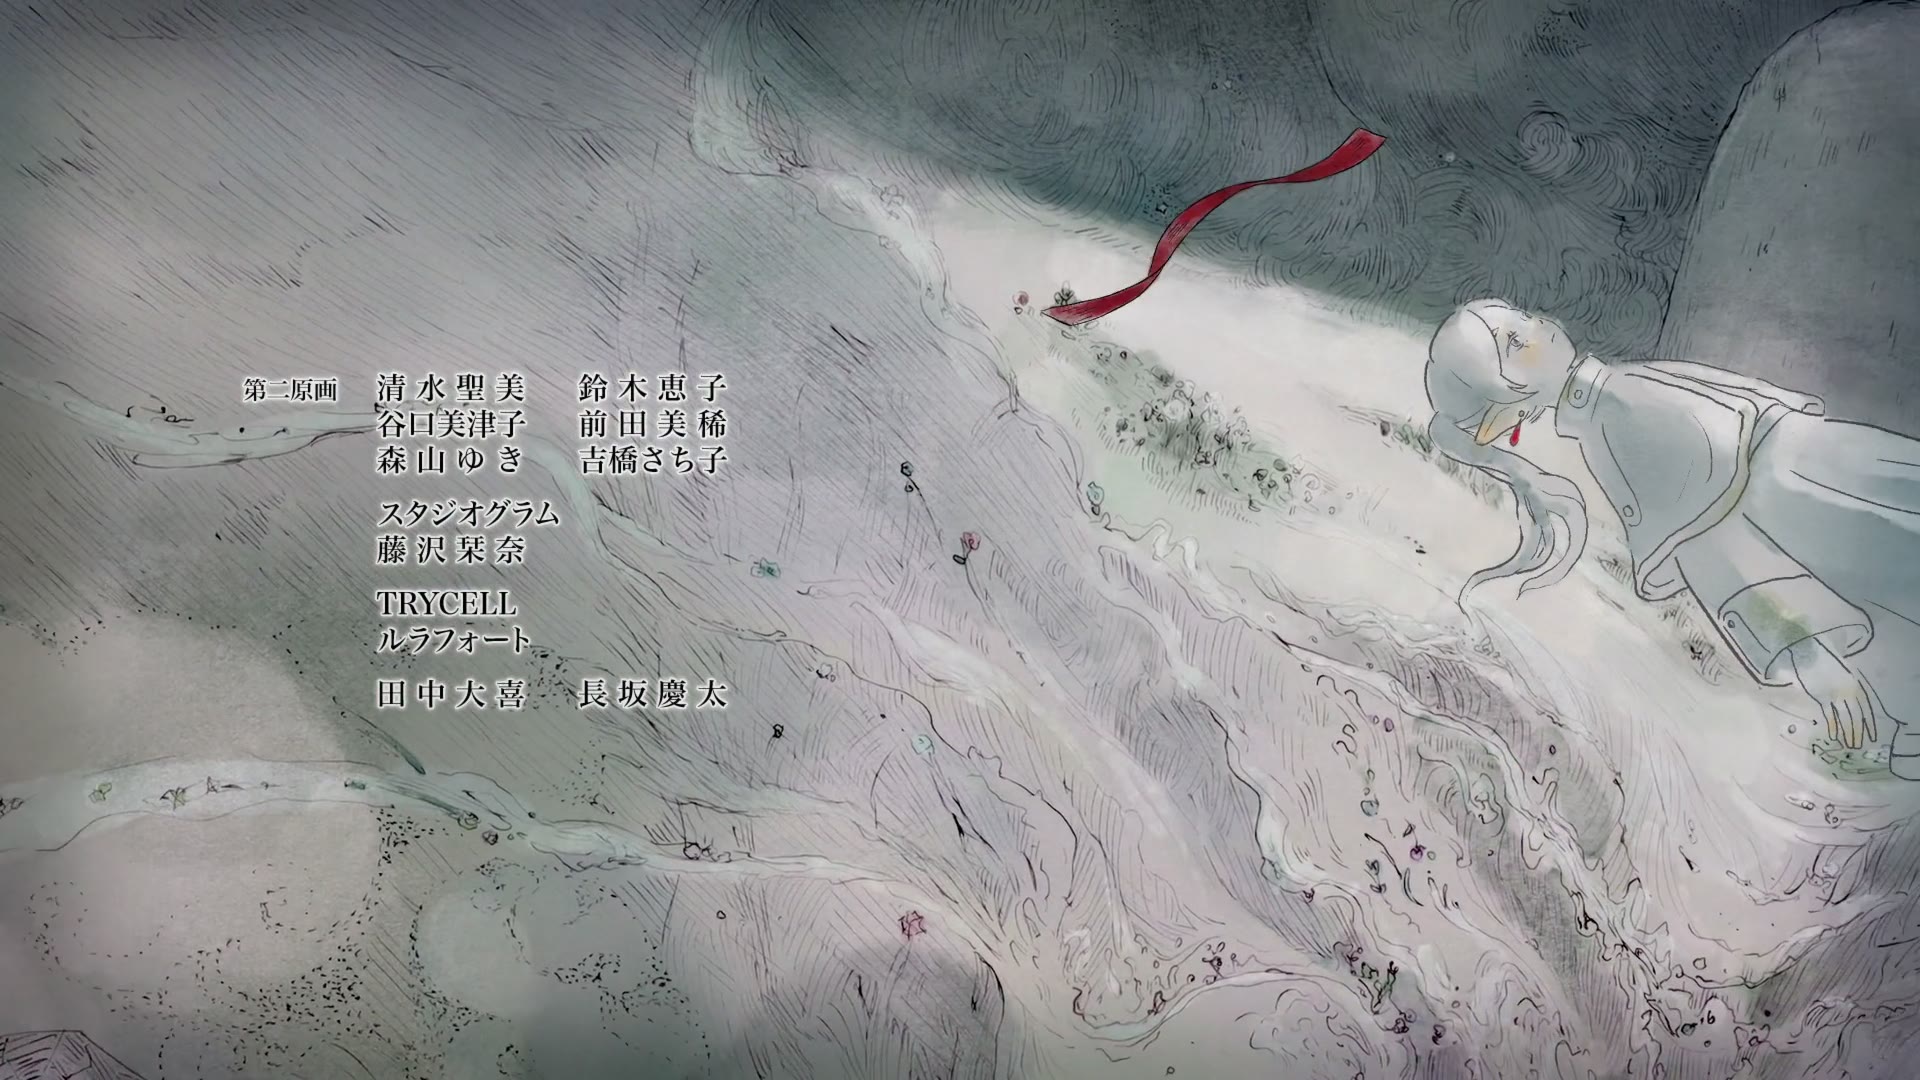 第二原画 清水聖美 鈴木恵子
谷口美津子 前田美稀
森山ゆき 吉橋さち子
スタジオグラム
藤沢栞奈
TRYCELL
ルラフォート
田中大喜 長坂慶太